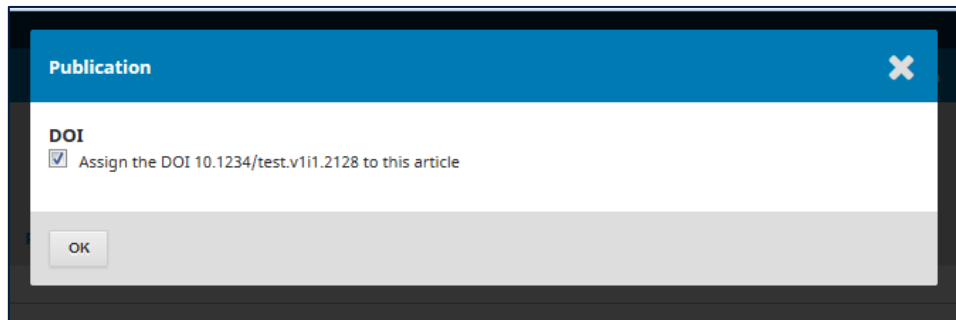 Publication
DOI
Assign the DOI 10.1234/test.v1i1.2128 to this article
OK